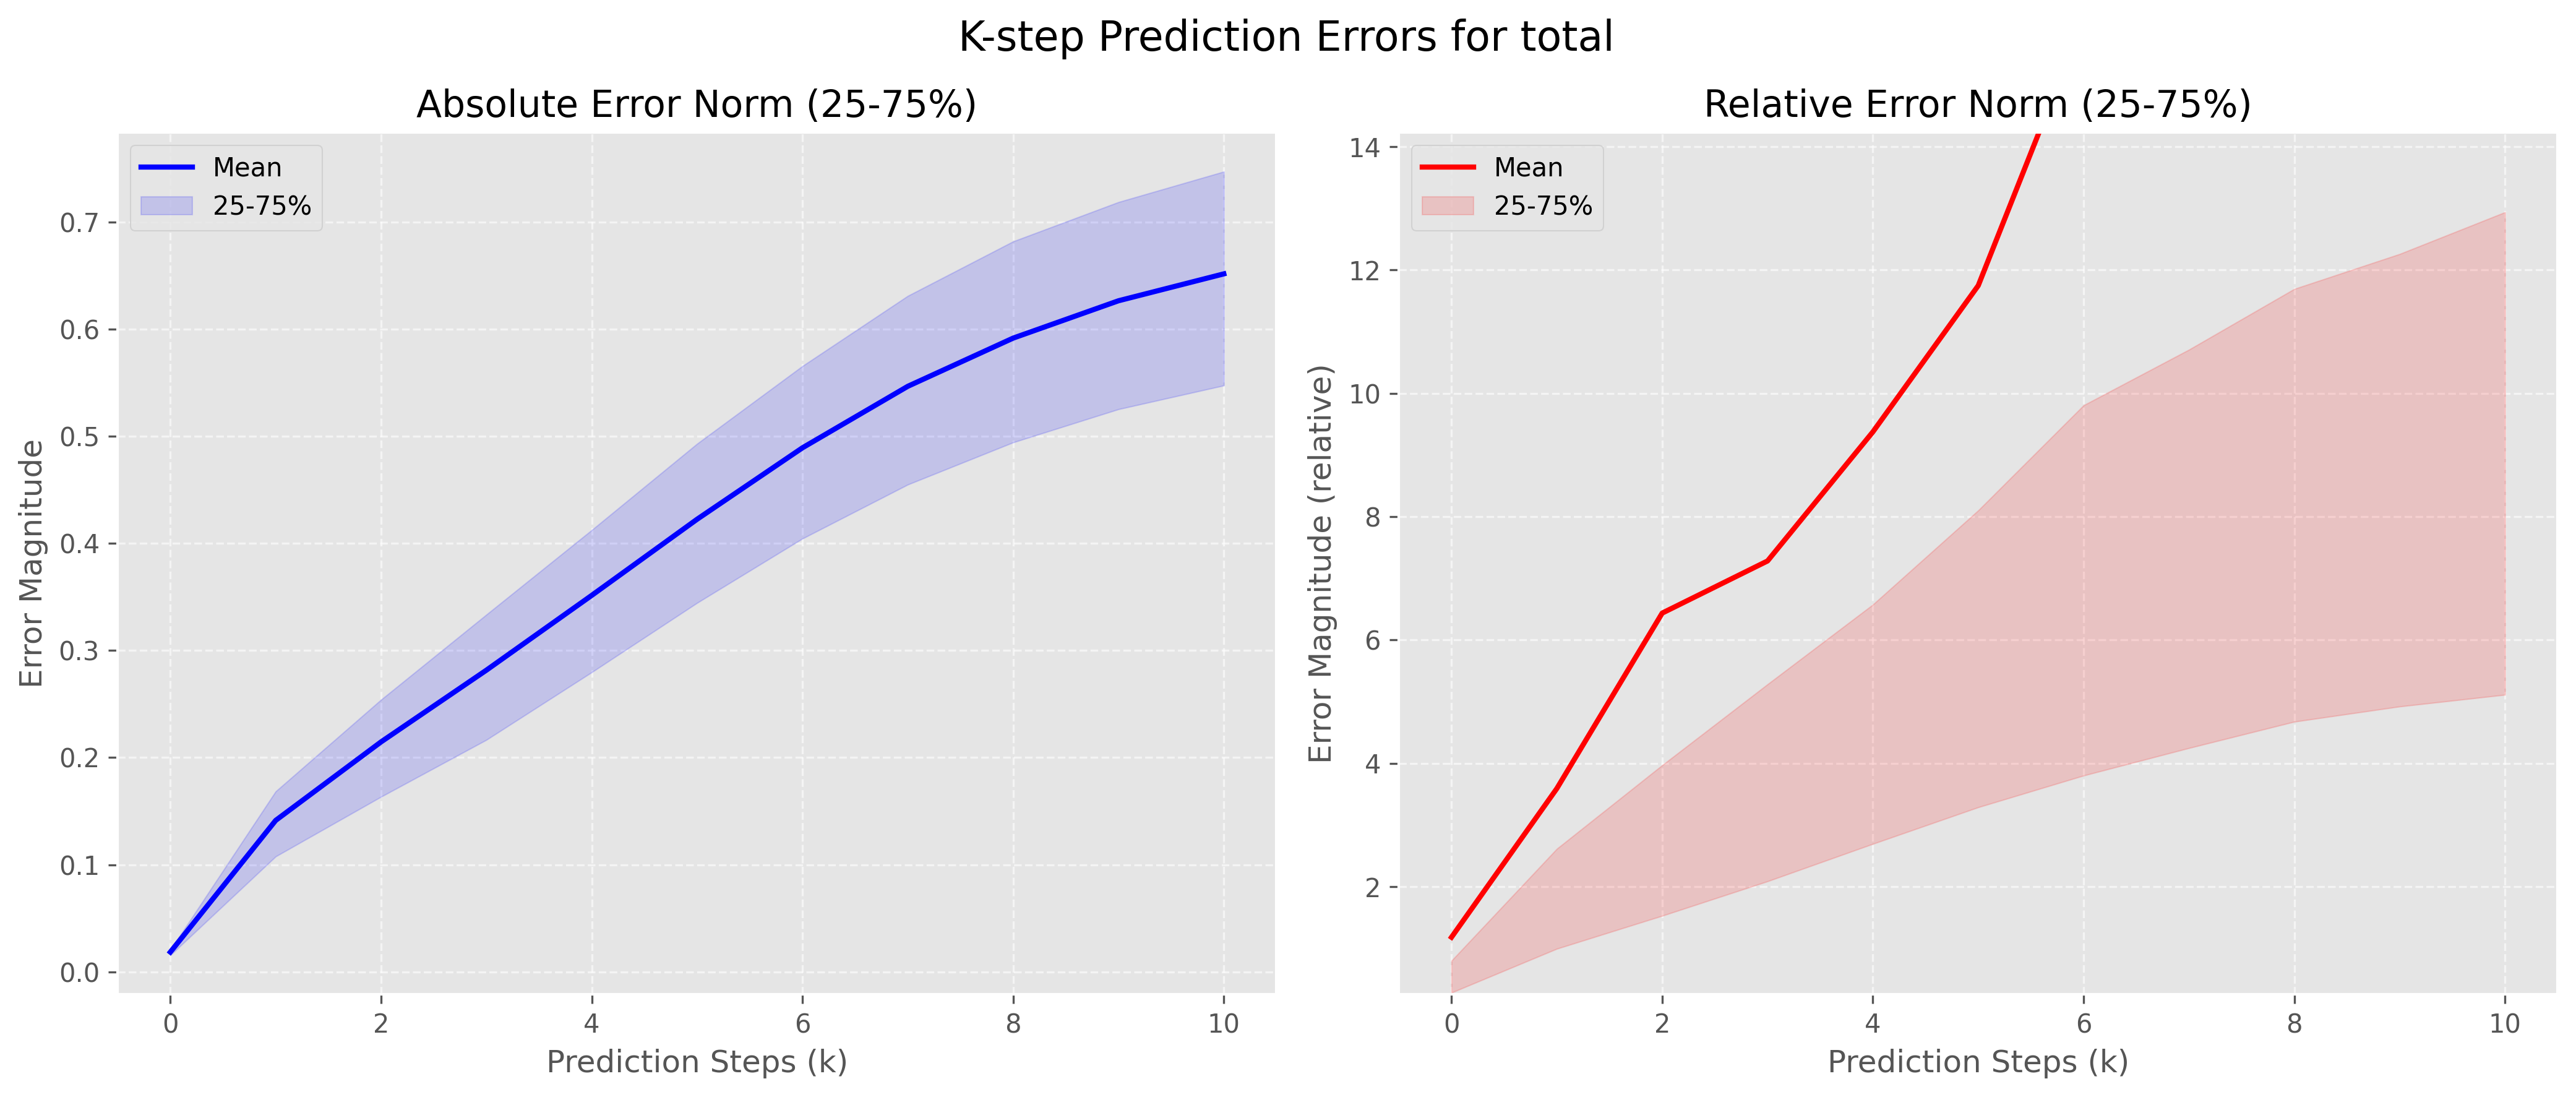 K-step Prediction Errors for total
Absolute Error Norm (25-75%)
Mean
25-75%
0.7
0.6
0.5
0.4
0.3
0.2
0.1
0.0
Error Magnitude
0 2 4 6 8 10
Prediction Steps (k)
Relative Error Norm (25-75%)
Mean
25-75%
14
12
10
8
6
4
2
Error Magnitude (relative)
0 2 4 6 8 10
Prediction Steps (k)